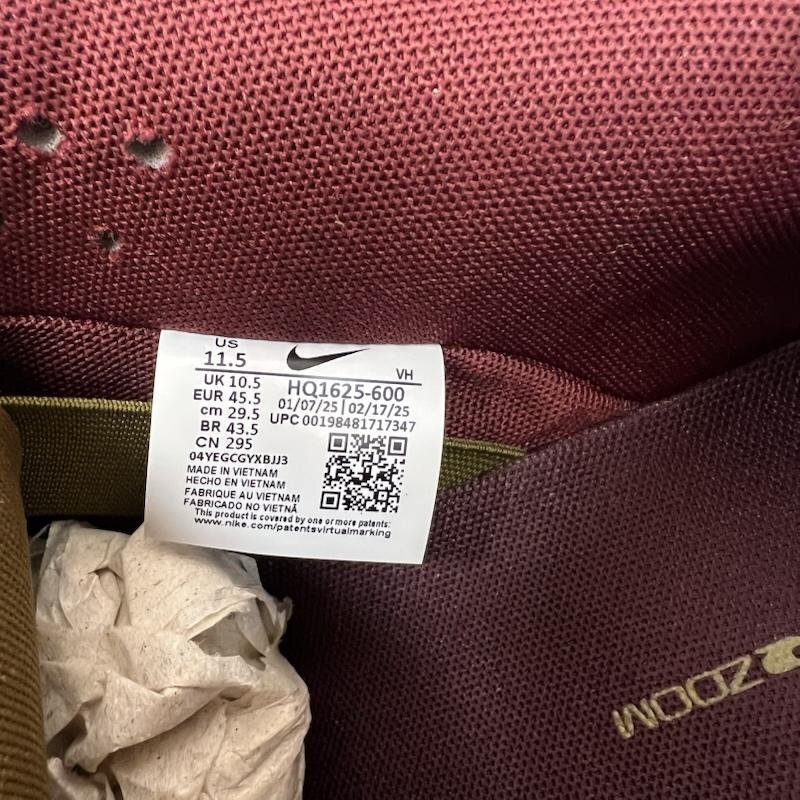 US
11.5
VH
UK 10.5
HQ1625-600
EUR 45.5
01/07/25|02/17/25
cm 29.5
UPC 00198481717347
BR 43.5
CN 295
04YEGCGYXBJJ3
MADE IN VIETNAM
HECHO EN VIETNAM
FABRIQUE AU VIETNAM
FABRICADO NO VIETNÃ
This product is covered by one or more patents:
www.nike.com/patentsvirtualmarking
ZOOM